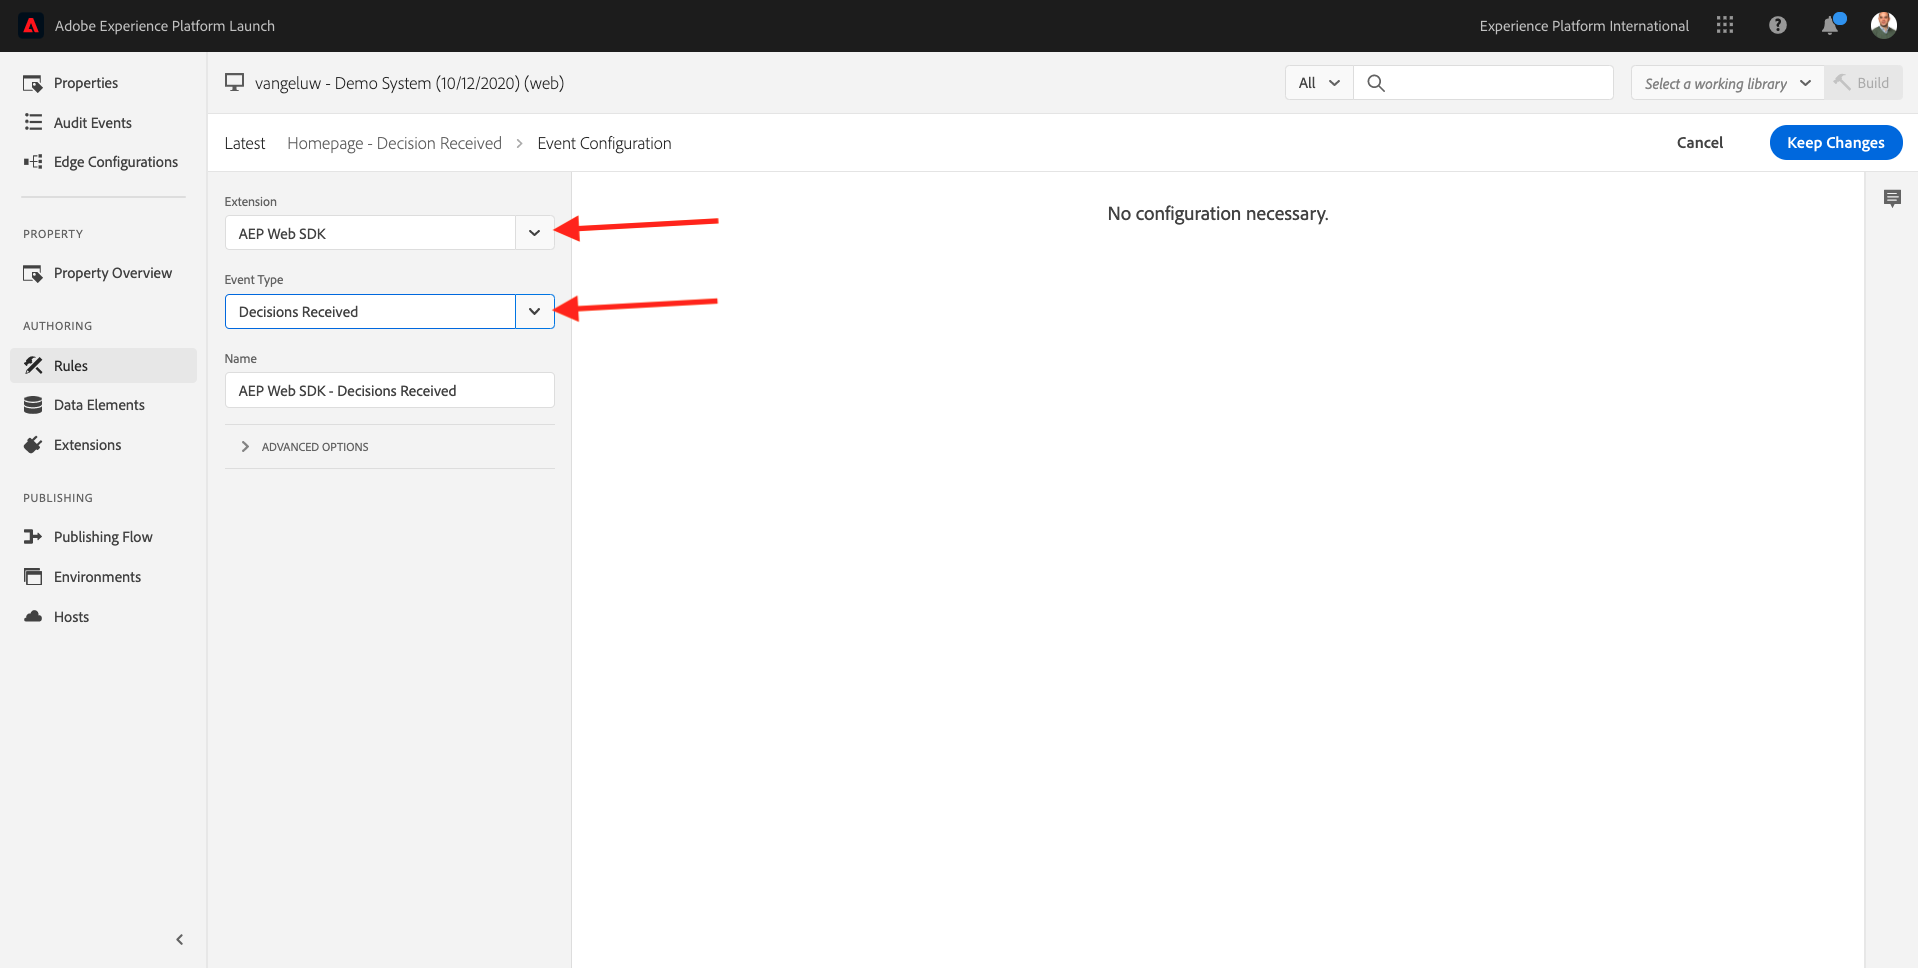 Adobe Experience Platform Launch
Experience Platform International
Properties
Audit Events
Edge Configurations
PROPERTY
Property Overview
AUTHORING
Rules
Data Elements
Extensions
PUBLISHING
Publishing Flow
Environments
Hosts
vangeluw - Demo System (10/12/2020) (web)
All
Select a working library
Build
Latest Homepage - Decision Received > Event Configuration
Cancel
Keep Changes
Extension
AEP Web SDK
Event Type
Decisions Received
Name
AEP Web SDK - Decisions Received
ADVANCED OPTIONS
No configuration necessary.